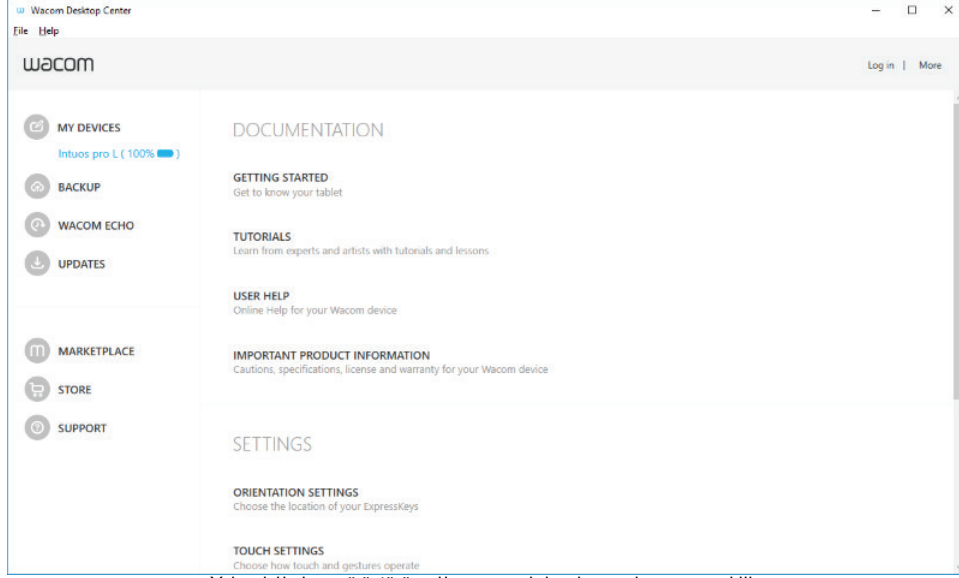 Wacom Desktop Center
File Help
wacom
Log in | More
MY DEVICES
Intuos pro L ( 100% )
BACKUP
WACOM ECHO
UPDATES
MARKETPLACE
STORE
SUPPORT
DOCUMENTATION
GETTING STARTED
Get to know your tablet
TUTORIALS
Learn from experts and artists with tutorials and lessons
USER HELP
Online Help for your Wacom device
IMPORTANT PRODUCT INFORMATION
Cautions, specifications, license and warranty for your Wacom device
SETTINGS
ORIENTATION SETTINGS
Choose the location of your ExpressKeys
TOUCH SETTINGS
Choose how touch and gestures operate